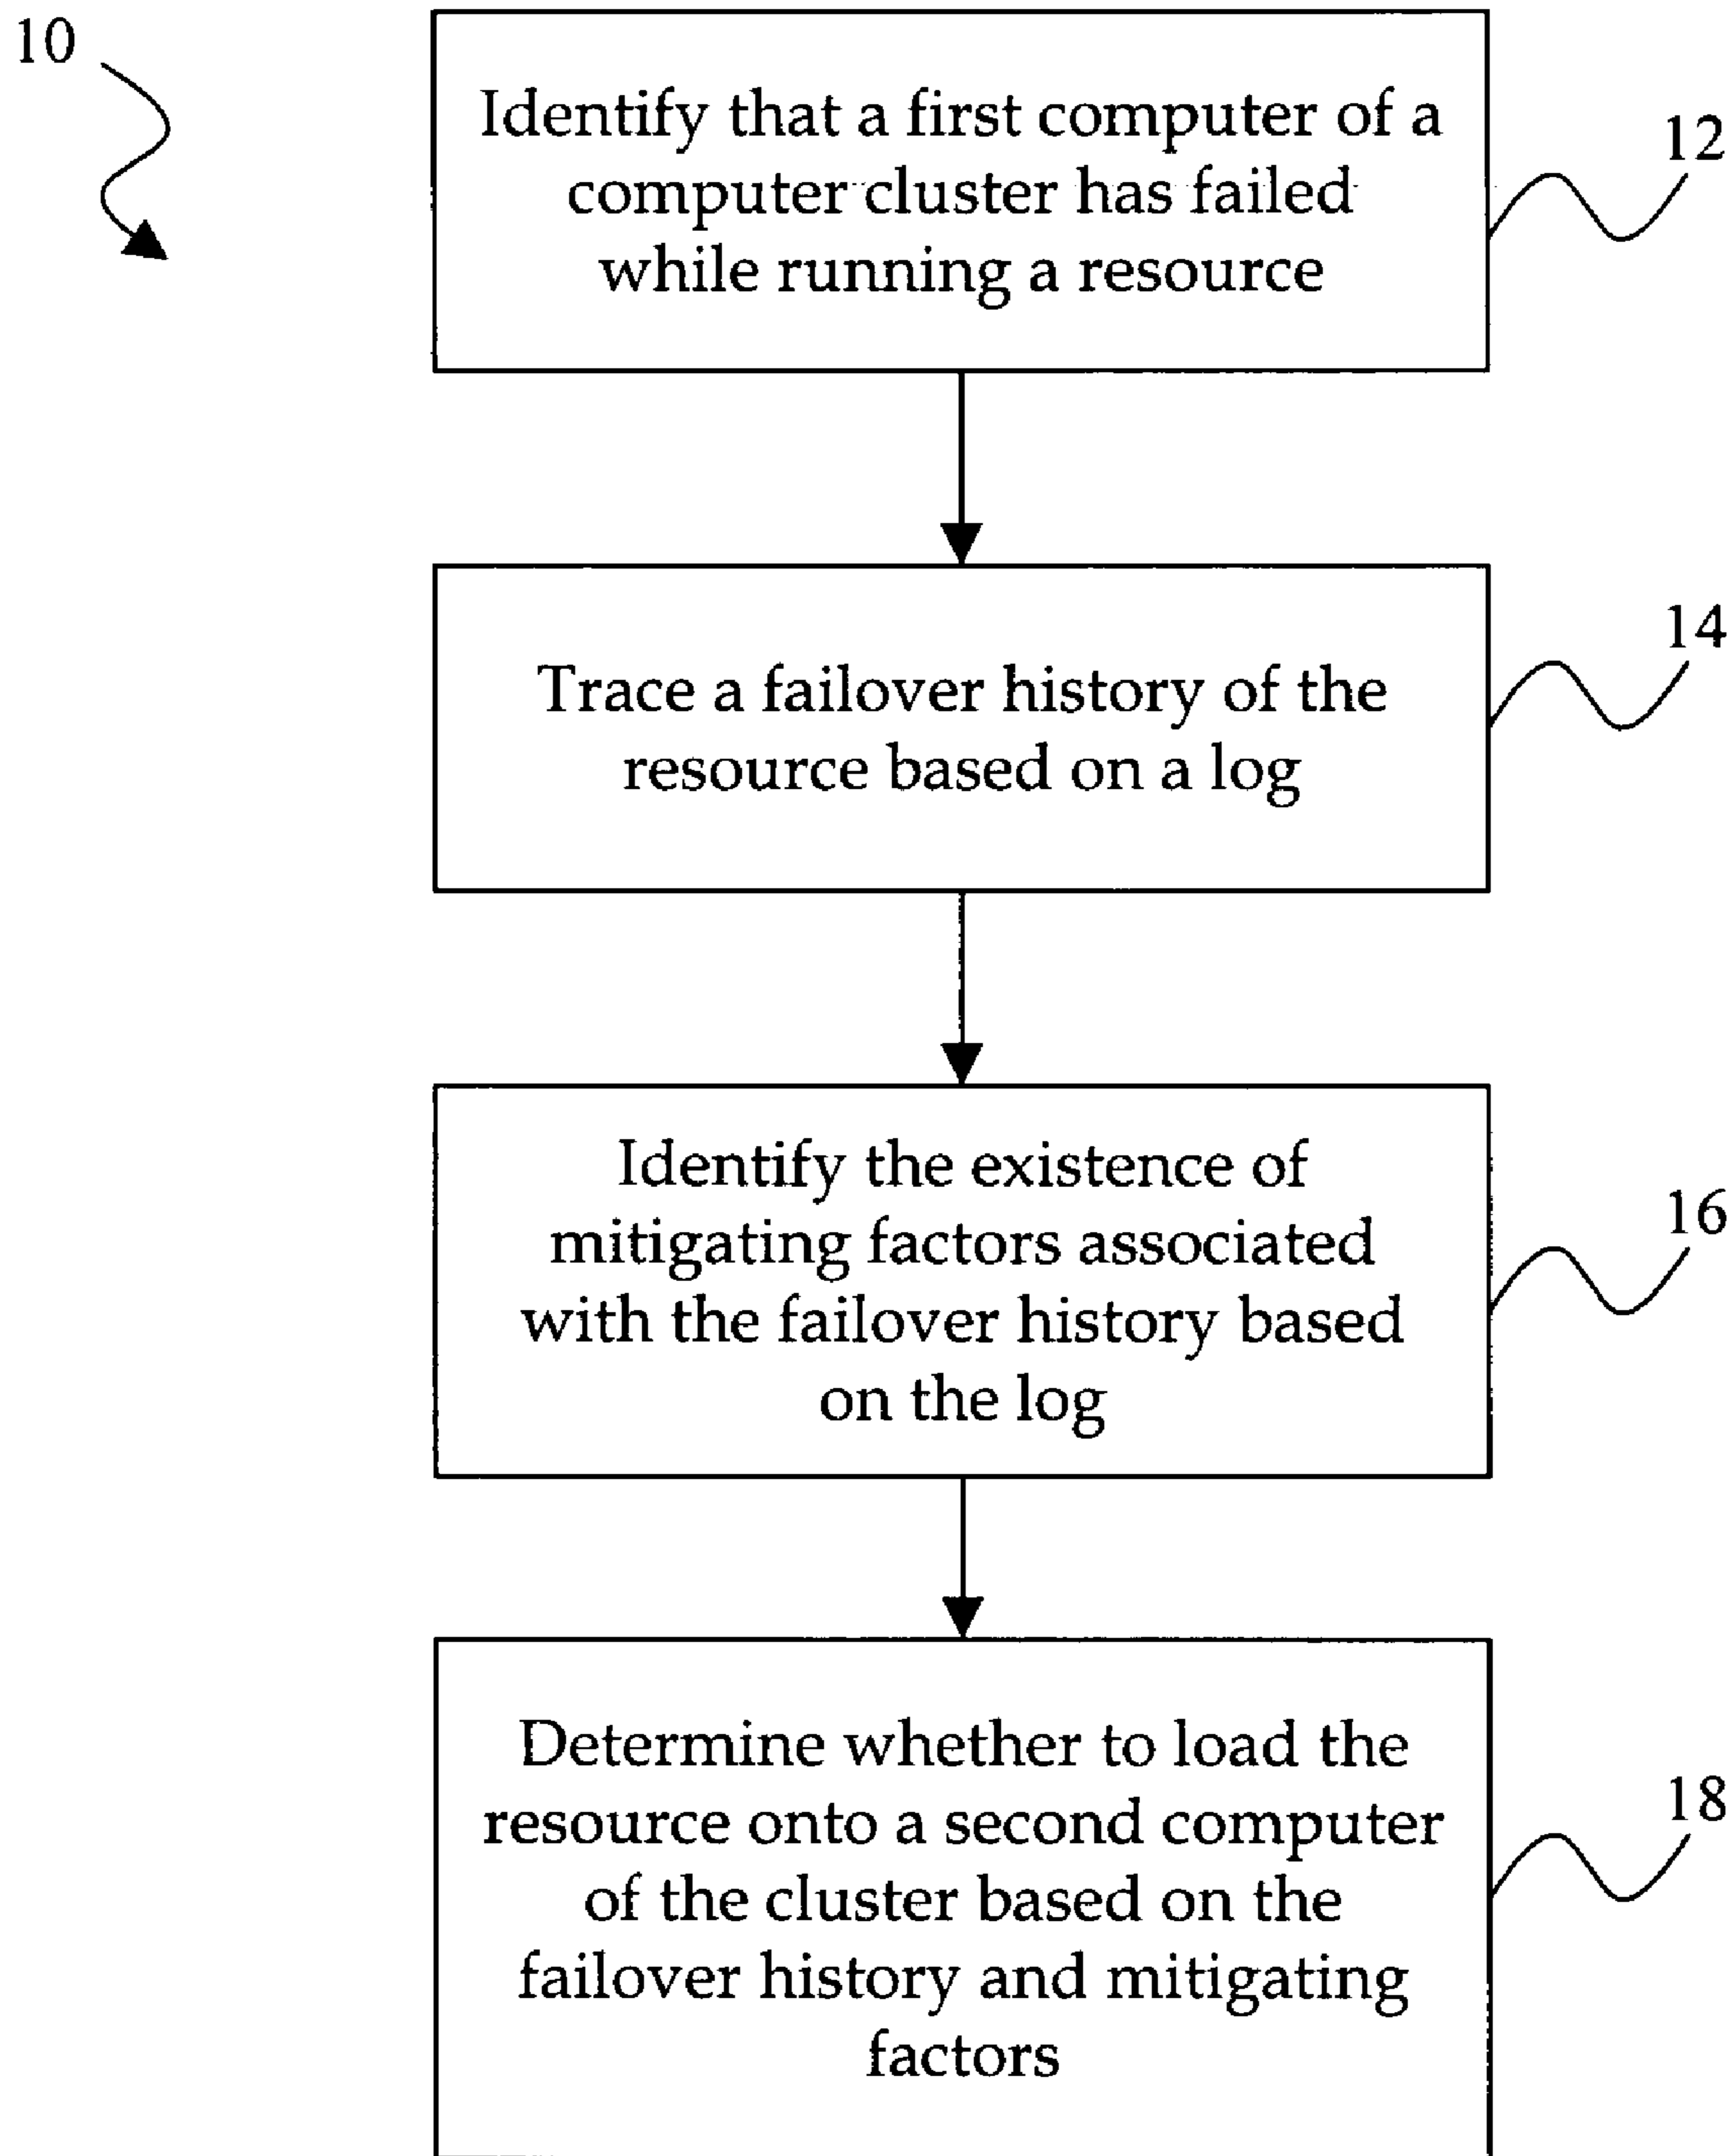 10
Identify that a first computer of a
computer cluster has failed
while running a resource
12
Trace a failover history of the
resource based on a log
14
Identify the existence of
mitigating factors associated
with the failover history based
on the log
16
Determine whether to load the
resource onto a second computer
of the cluster based on the
failover history and mitigating
factors
18